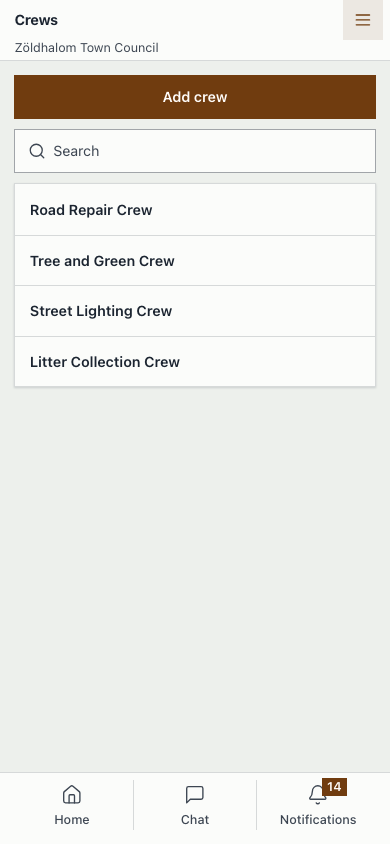 Crews
Zöldhalom Town Council
Add crew
Search
Road Repair Crew
Tree and Green Crew
Street Lighting Crew
Litter Collection Crew
14
Home
Chat
Notifications